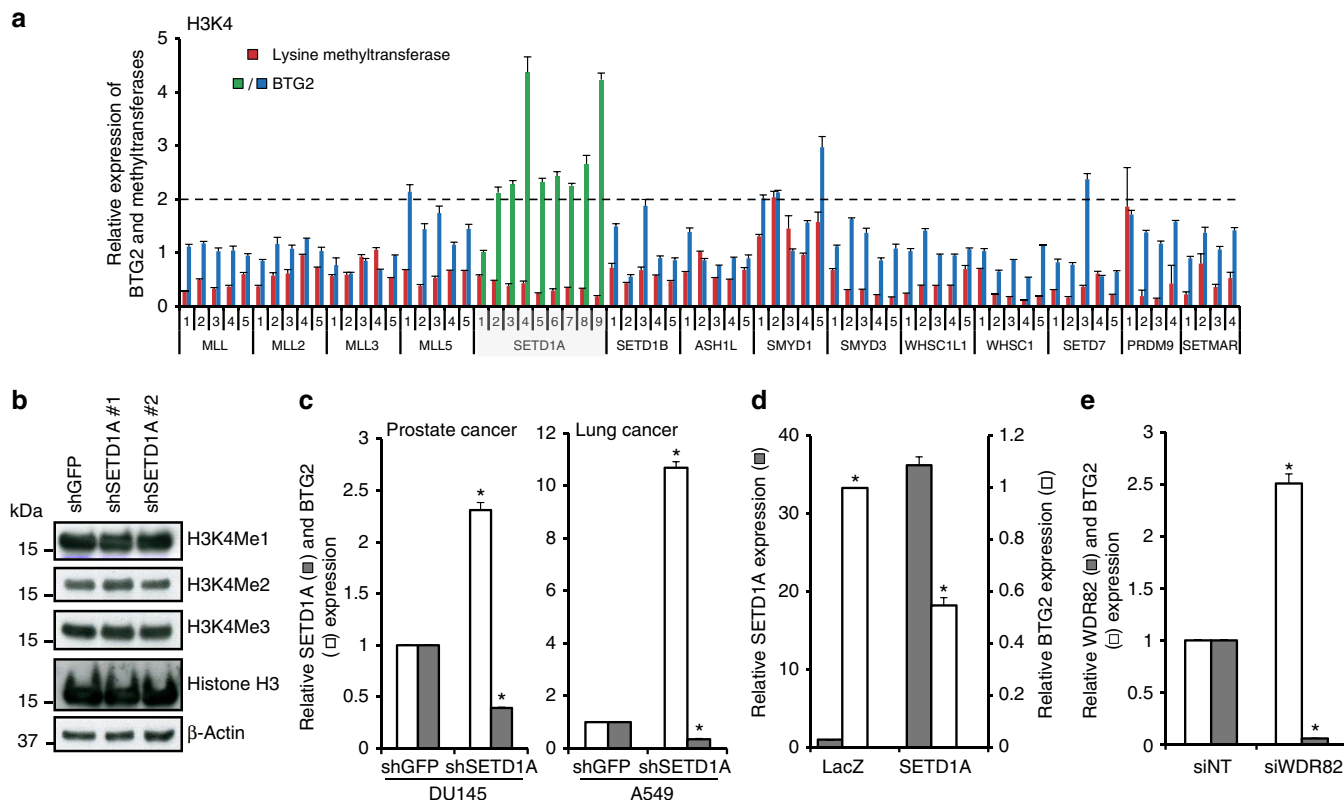 a
H3K4
Relative expression of
BTG2 and methyltransferases
5
4
3
2
1
0
Lysine methyltransferase
/ BTG2
1 2 3 4 5 1 2 3 4 5 1 2 3 4 5 1 2 3 4 5 1 2 3 4 5 6 7 8 9 1 2 3 4 5 1 2 3 4 5 1 2 3 4 5 1 2 3 4 5 1 2 3 4 5 1 2 3 4 5 1 2 3 4 5 1 2 3 4 1 2 3 4
MLL MLL2 MLL3 MLL5 SETD1A SETD1B ASH1L SMYD1 SMYD3 WHSC1L1 WHSC1 SETD7 PRDM9 SETMAR
b
shGFP
shSETD1A #1
shSETD1A #2
kDa
15 H3K4Me1
15 H3K4Me2
15 H3K4Me3
15 Histone H3
37 β-Actin
c
Relative SETD1A (■) and BTG2
(□) expression
Prostate cancer
3
2.5
2
1.5
1
0.5
0
*
*
shGFP shSETD1A
DU145
Lung cancer
12
10
8
6
4
2
0
*
*
shGFP shSETD1A
A549
d
Relative SETD1A expression (■)
40
30
20
10
0
*
*
LacZ SETD1A
1.2
1
0.8
0.6
0.4
0.2
0
Relative BTG2 expression (□)
e
Relative WDR82 (■) and BTG2
(□) expression
3
2.5
2
1.5
1
0.5
0
*
*
siNT siWDR82